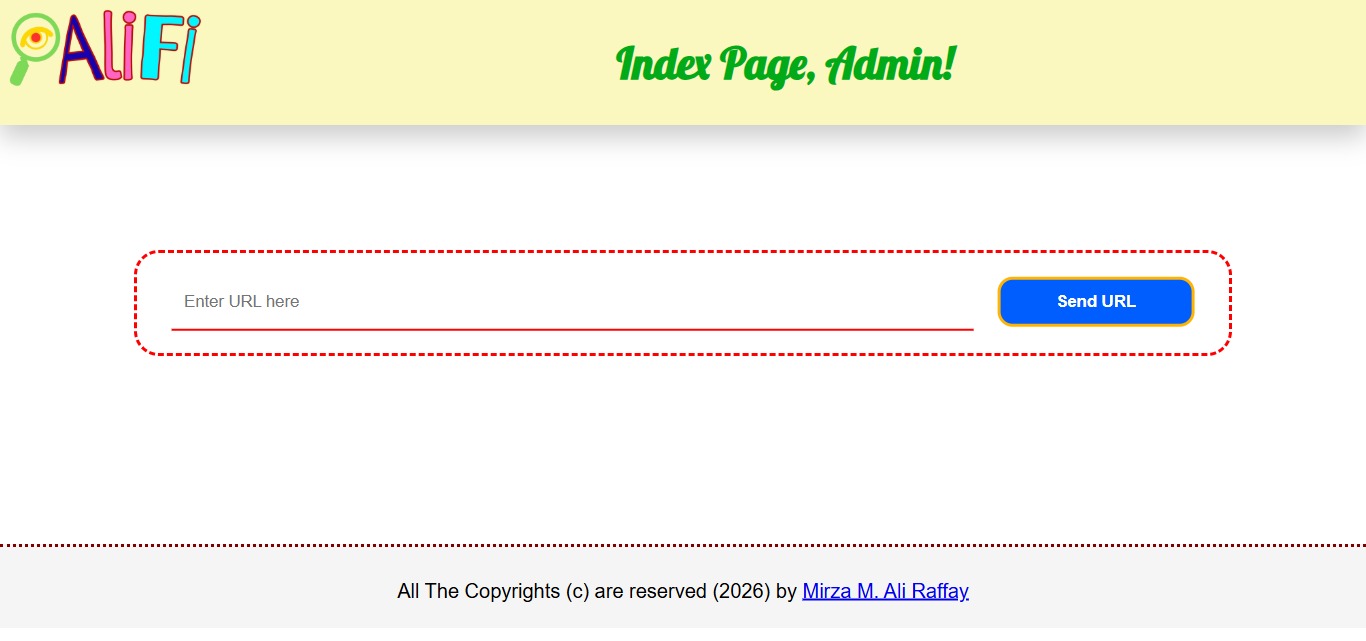 AliFi
Index Page, Admin!
Enter URL here
Send URL
All The Copyrights (c) are reserved (2026) by Mirza M. Ali Raffay